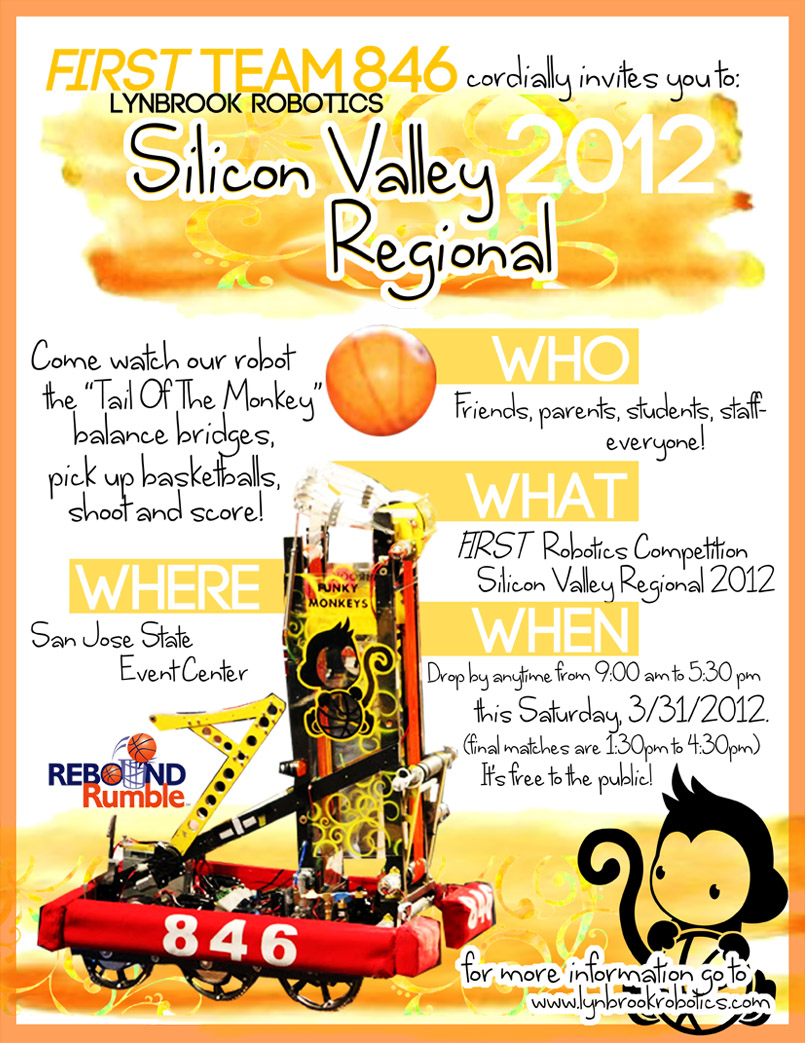 FIRST TEAM 846 cordially invites you to:
LYNBROOK ROBOTICS
Silicon Valley 2012
Regional
Come watch our robot
the "Tail Of The Monkey"
balance bridges,
pick up basketballs,
shoot and score!
WHO
Friends, parents, students, staff-
everyone!
WHAT
FIRST Robotics Competition
Silicon Valley Regional 2012
WHERE
San Jose State
Event Center
WHEN
Drop by anytime from 9:00 am to 5:30 pm
this Saturday, 3/31/2012.
(final matches are 1:30pm to 4:30pm)
It's free to the public!
FUNKY
MONKEYS
REBOUND
Rumble
846
846
for more information go to
www.lynbrookrobotics.com